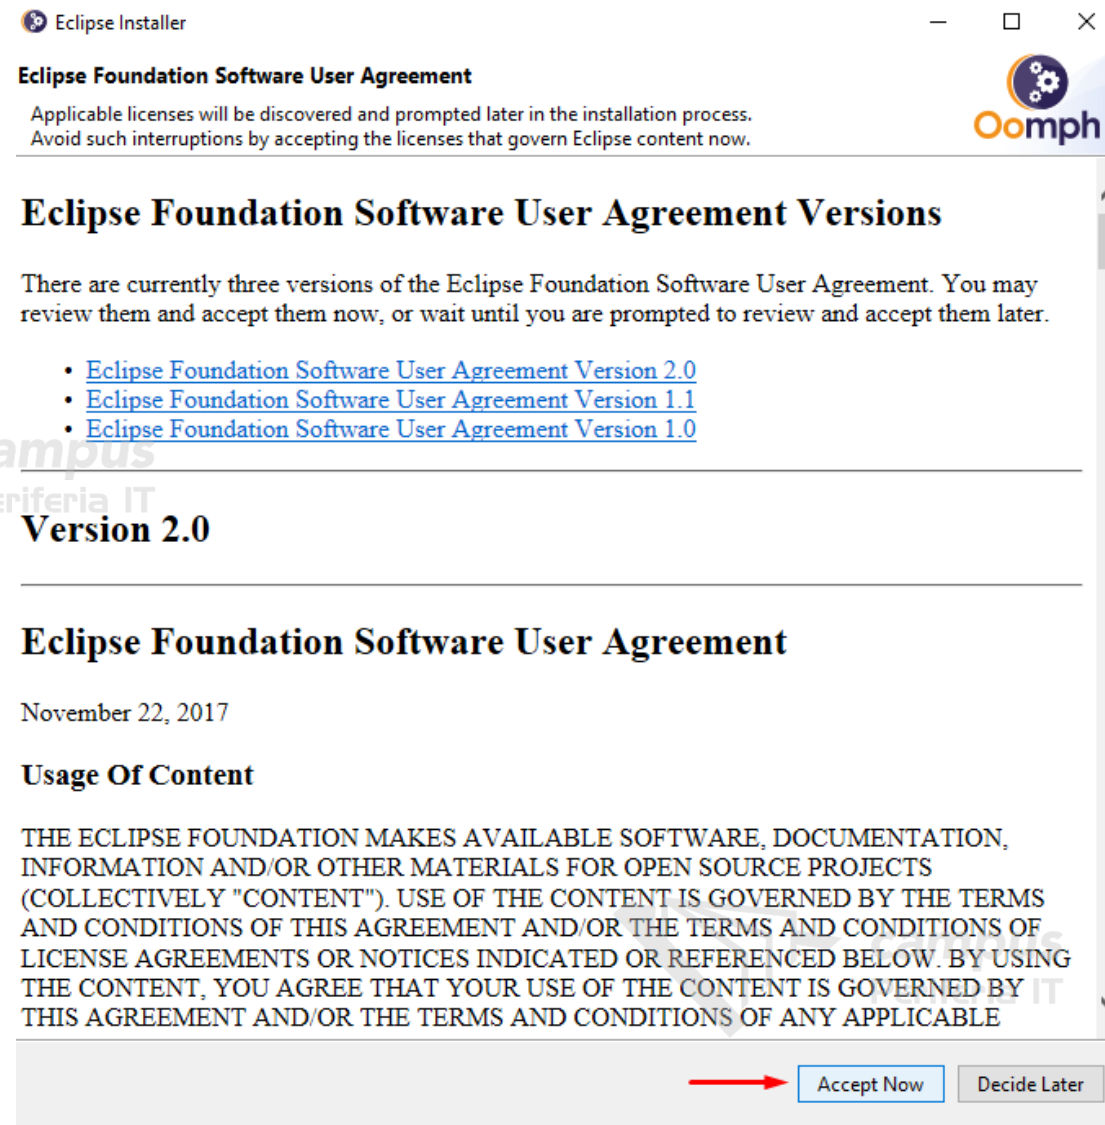 Eclipse Installer
Eclipse Foundation Software User Agreement
Applicable licenses will be discovered and prompted later in the installation process.
Avoid such interruptions by accepting the licenses that govern Eclipse content now.
Oomph
Eclipse Foundation Software User Agreement Versions
There are currently three versions of the Eclipse Foundation Software User Agreement. You may
review them and accept them now, or wait until you are prompted to review and accept them later.
• Eclipse Foundation Software User Agreement Version 2.0
• Eclipse Foundation Software User Agreement Version 1.1
• Eclipse Foundation Software User Agreement Version 1.0
ampus
eriferia IT
Version 2.0
Eclipse Foundation Software User Agreement
November 22, 2017
Usage Of Content
THE ECLIPSE FOUNDATION MAKES AVAILABLE SOFTWARE, DOCUMENTATION,
INFORMATION AND/OR OTHER MATERIALS FOR OPEN SOURCE PROJECTS
(COLLECTIVELY "CONTENT"). USE OF THE CONTENT IS GOVERNED BY THE TERMS
AND CONDITIONS OF THIS AGREEMENT AND/OR THE TERMS AND CONDITIONS OF
LICENSE AGREEMENTS OR NOTICES INDICATED OR REFERENCED BELOW. BY USING
THE CONTENT, YOU AGREE THAT YOUR USE OF THE CONTENT IS GOVERNED BY
THIS AGREEMENT AND/OR THE TERMS AND CONDITIONS OF ANY APPLICABLE
campus
Periferia IT
Accept Now
Decide Later